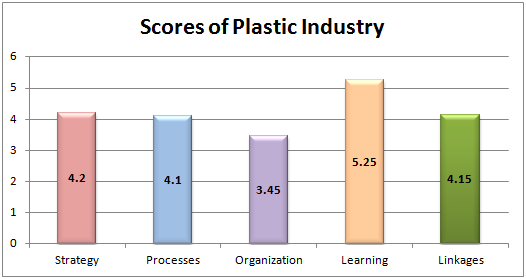 Scores of Plastic Industry
6
5
4
3
2
1
0
4.2
4.1
3.45
5.25
4.15
Strategy
Processes
Organization
Learning
Linkages